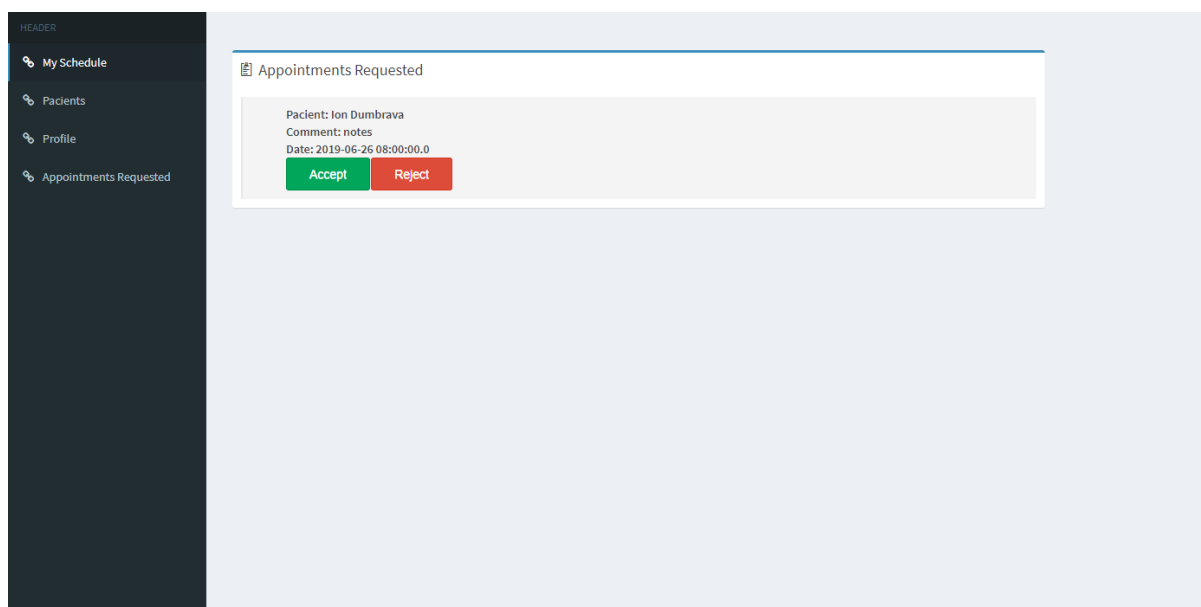 HEADER
My Schedule
Pacients
Profile
Appointments Requested
Appointments Requested
Pacient: Ion Dumbrava
Comment: notes
Date: 2019-06-26 08:00:00.0
Accept Reject